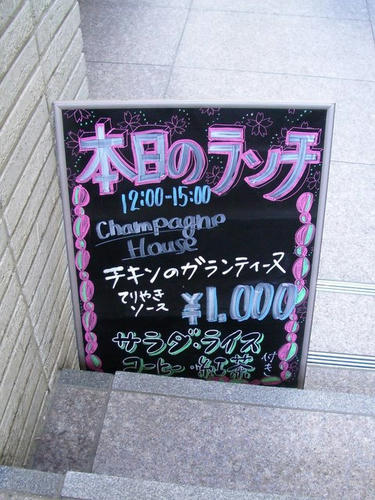 本日のランチ
12:00-15:00
Champagne
House
チキンのガランティーヌ
てりやき
ソース
¥1,000
サラダ・ライス
コーヒー・紅茶
付き